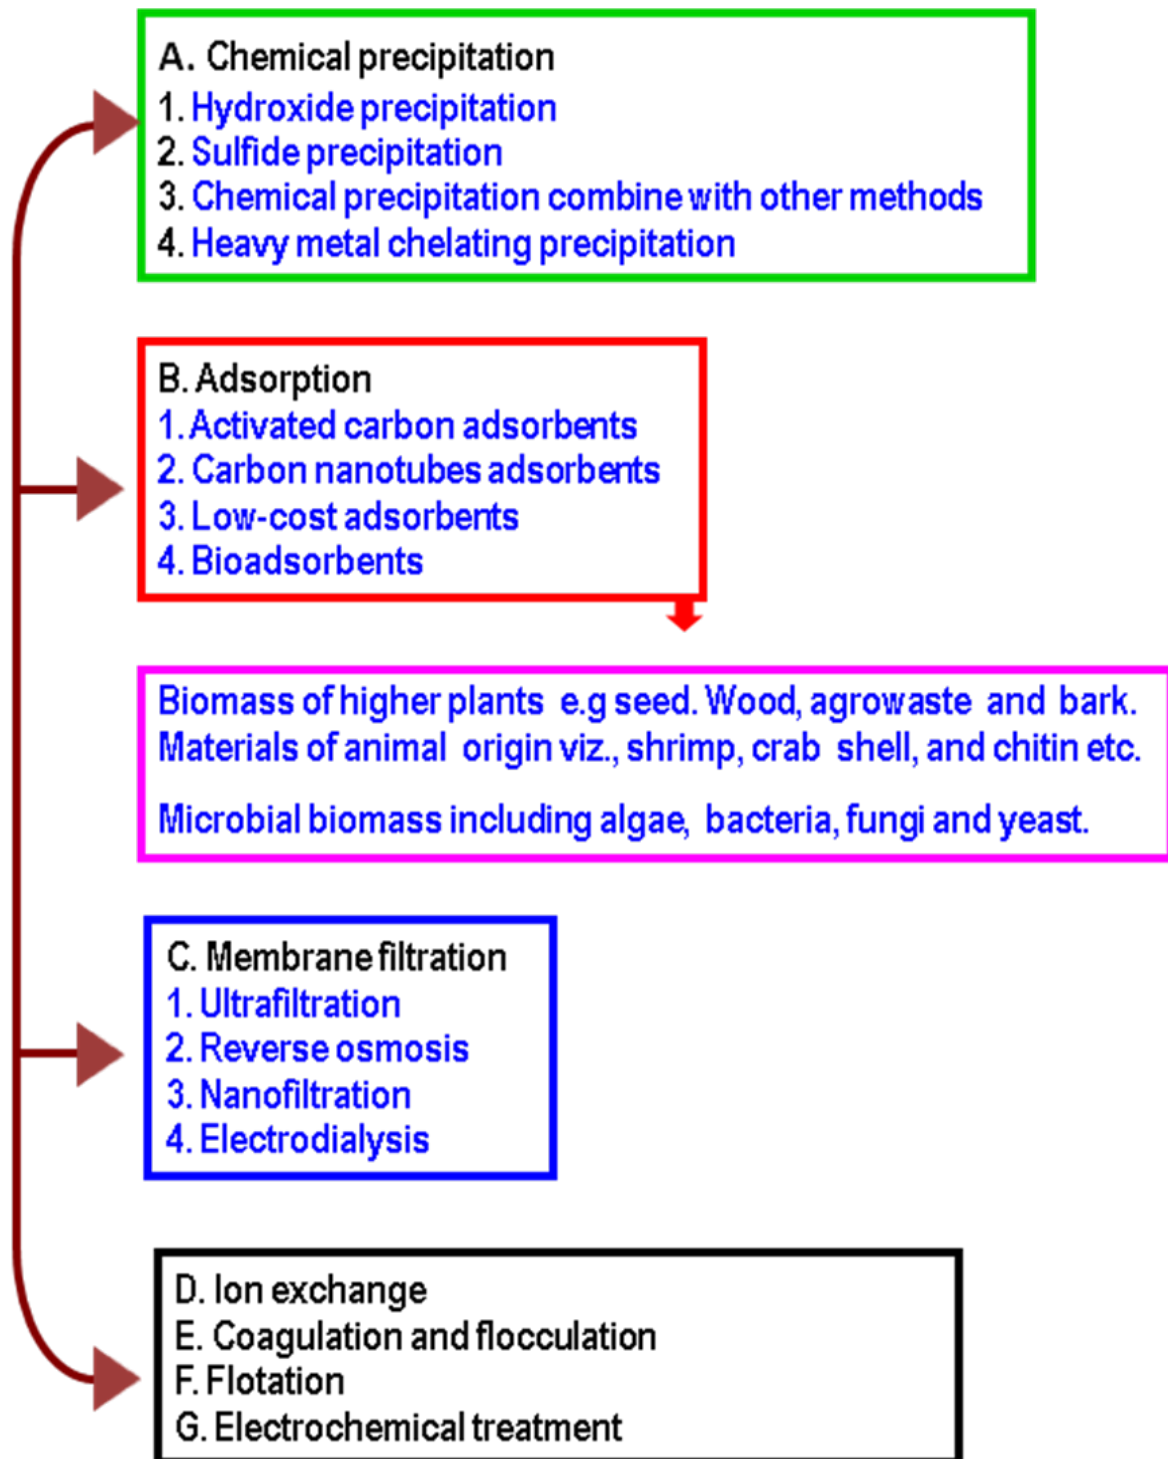 A. Chemical precipitation
1. Hydroxide precipitation
2. Sulfide precipitation
3. Chemical precipitation combine with other methods
4. Heavy metal chelating precipitation
B. Adsorption
1. Activated carbon adsorbents
2. Carbon nanotubes adsorbents
3. Low-cost adsorbents
4. Bioadsorbents
Biomass of higher plants e.g seed. Wood, agrowaste and bark.
Materials of animal origin viz., shrimp, crab shell, and chitin etc.
Microbial biomass including algae, bacteria, fungi and yeast.
C. Membrane filtration
1. Ultrafiltration
2. Reverse osmosis
3. Nanofiltration
4. Electrodialysis
D. Ion exchange
E. Coagulation and flocculation
F. Flotation
G. Electrochemical treatment